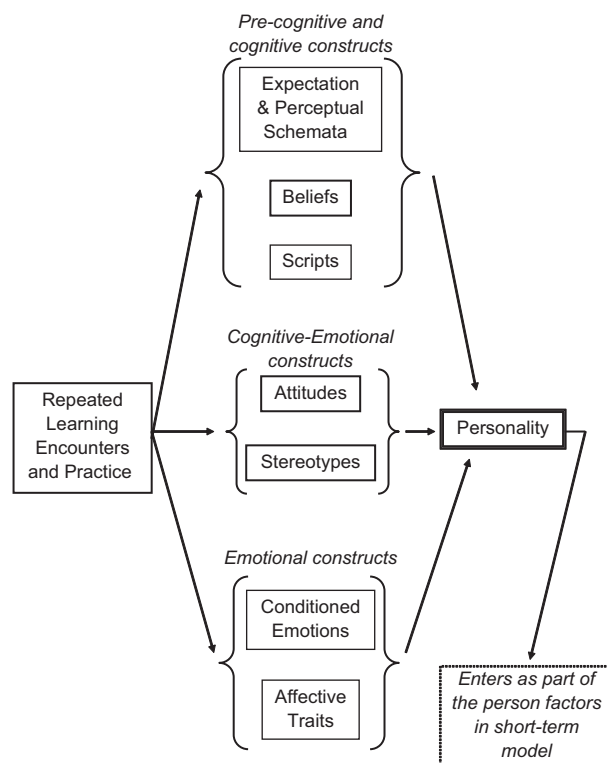 Pre-cognitive and
cognitive constructs
Expectation
& Perceptual
Schemata
Beliefs
Scripts
Cognitive-Emotional
constructs
Attitudes
Stereotypes
Repeated
Learning
Encounters
and Practice
Personality
Emotional constructs
Conditioned
Emotions
Affective
Traits
Enters as part of
the person factors
in short-term
model